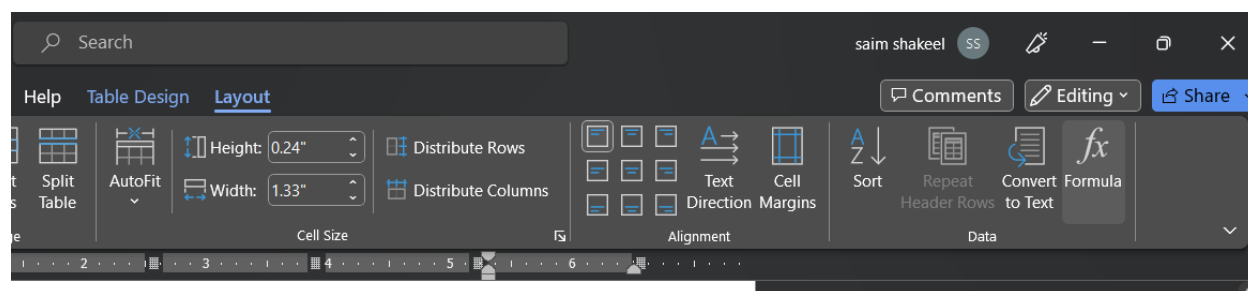 Search
saim shakeel SS
Help Table Design Layout
Comments Editing Share
Height: 0.24"
Width: 1.33"
Distribute Rows
Distribute Columns
Split
Table
AutoFit
Text
Direction
Cell
Margins
A
Z
Sort
Repeat
Header Rows
Convert
to Text
fx
Formula
Cell Size
Alignment
Data
2 3 4 5 6